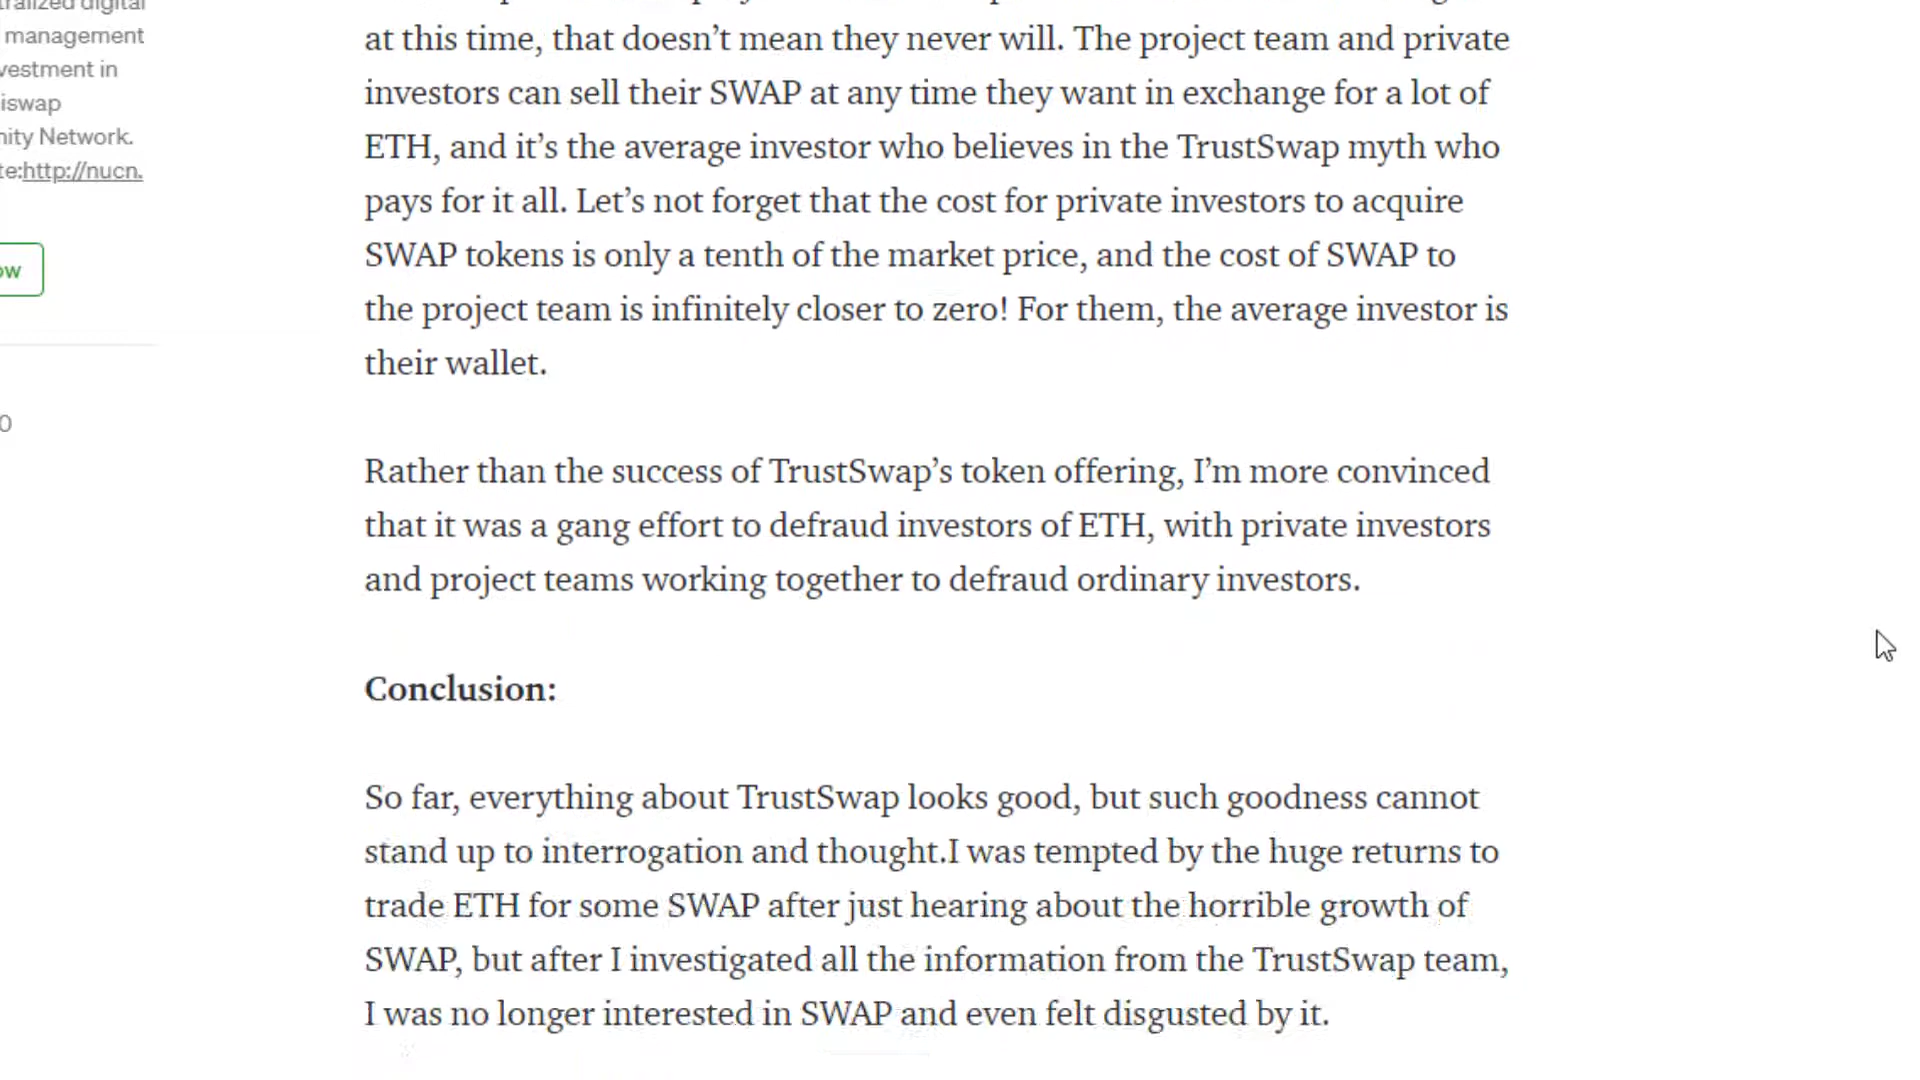 management
vestment in
iswap
nity Network.
te:http://nucn.
ow
0
at this time, that doesn’t mean they never will. The project team and private
investors can sell their SWAP at any time they want in exchange for a lot of
ETH, and it’s the average investor who believes in the TrustSwap myth who
pays for it all. Let’s not forget that the cost for private investors to acquire
SWAP tokens is only a tenth of the market price, and the cost of SWAP to
the project team is infinitely closer to zero! For them, the average investor is
their wallet.
Rather than the success of TrustSwap’s token offering, I’m more convinced
that it was a gang effort to defraud investors of ETH, with private investors
and project teams working together to defraud ordinary investors.
Conclusion:
So far, everything about TrustSwap looks good, but such goodness cannot
stand up to interrogation and thought.I was tempted by the huge returns to
trade ETH for some SWAP after just hearing about the horrible growth of
SWAP, but after I investigated all the information from the TrustSwap team,
I was no longer interested in SWAP and even felt disgusted by it.